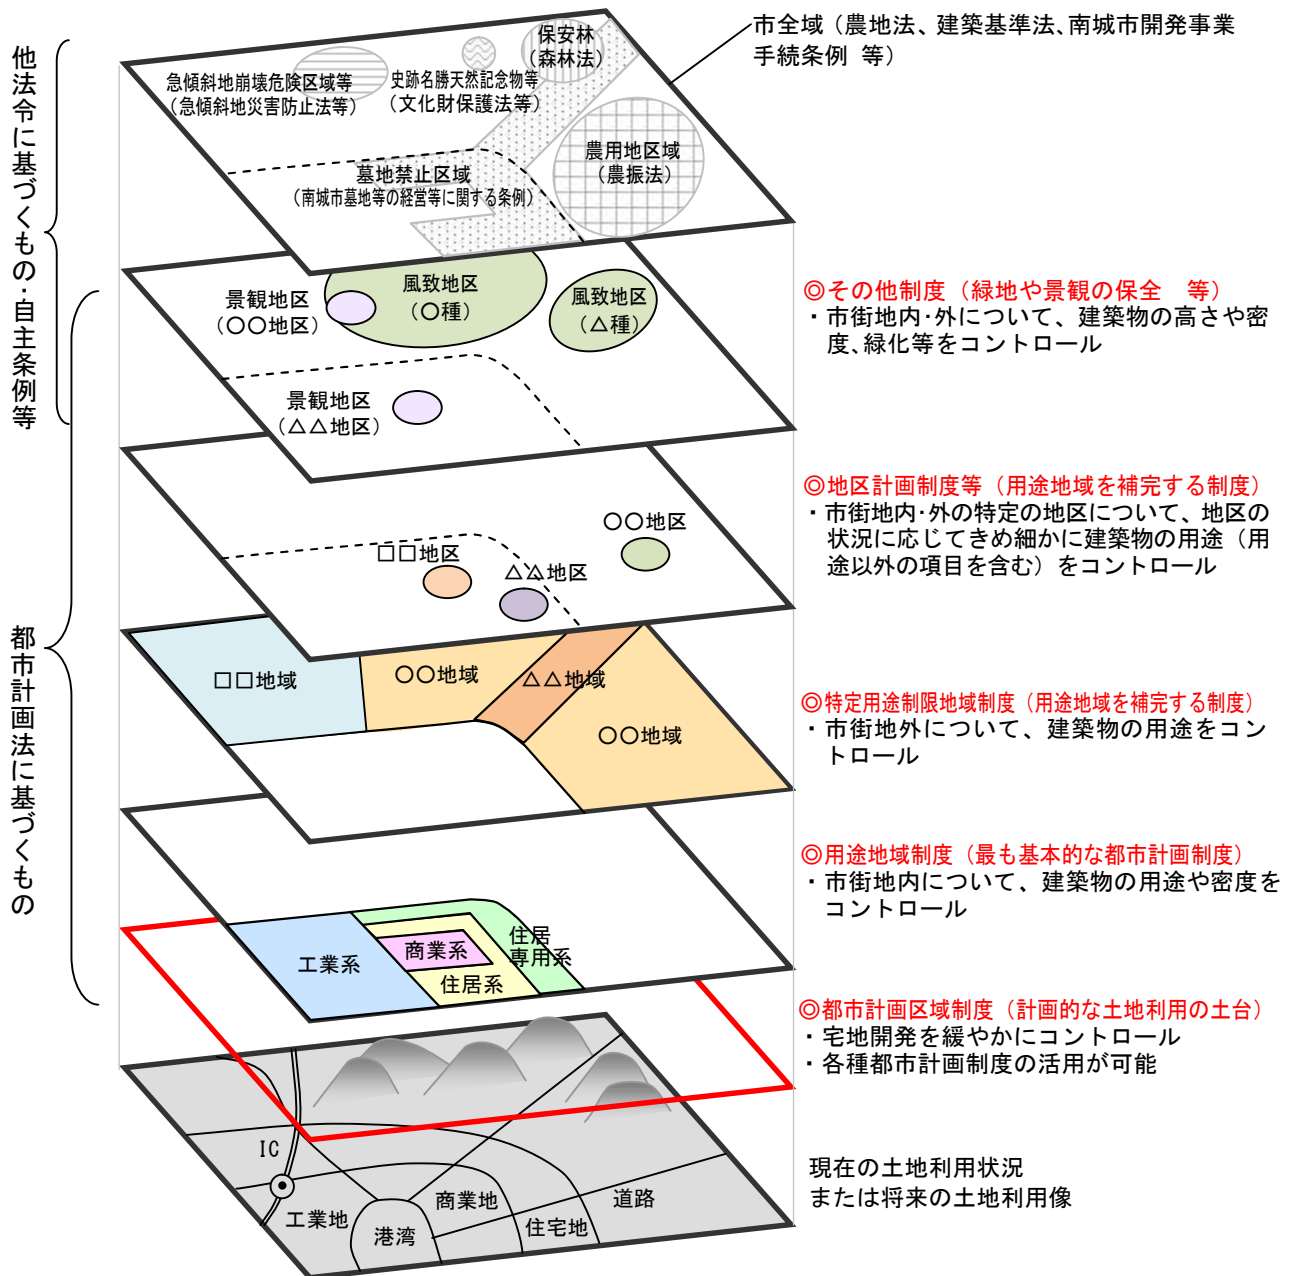 他法令に基づくもの・自主条例等
都市計画法に基づくもの
市全域（農地法、建築基準法、南城市開発事業
手続条例 等）
保安林
（森林法）
急傾斜地崩壊危険区域等
（急傾斜地災害防止法等）
史跡名勝天然記念物等
（文化財保護法等）
農用地区域
（農振法）
墓地禁止区域
（南城市墓地等の経営等に関する条例）
景観地区
（〇〇地区）
風致地区
（〇種）
風致地区
（△種）
景観地区
（△△地区）
◎その他制度（緑地や景観の保全　等）
・市街地内・外について、建築物の高さや密
度、緑化等をコントロール
〇〇地区
□□地区
△△地区
◎地区計画制度等（用途地域を補完する制度）
・市街地内・外の特定の地区について、地区の
状況に応じてきめ細かに建築物の用途（用
途以外の項目を含む）をコントロール
□□地域
〇〇地域
△△地域
〇〇地域
◎特定用途制限地域制度（用途地域を補完する制度）
・市街地外について、建築物の用途をコン
トロール
工業系
商業系
住居系
住居
専用系
◎用途地域制度（最も基本的な都市計画制度）
・市街地内について、建築物の用途や密度を
コントロール
◎都市計画区域制度（計画的な土地利用の土台）
・宅地開発を緩やかにコントロール
・各種都市計画制度の活用が可能
IC
工業地
港湾
商業地
住宅地
道路
現在の土地利用状況
または将来の土地利用像